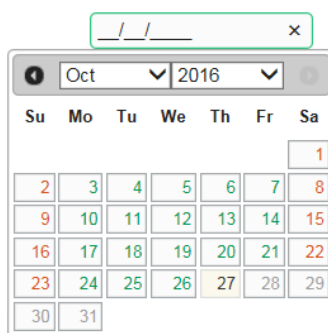 __/__/____ ×
Oct 2016
Su Mo Tu We Th Fr Sa
1
2 3 4 5 6 7 8
9 10 11 12 13 14 15
16 17 18 19 20 21 22
23 24 25 26 27 28 29
30 31